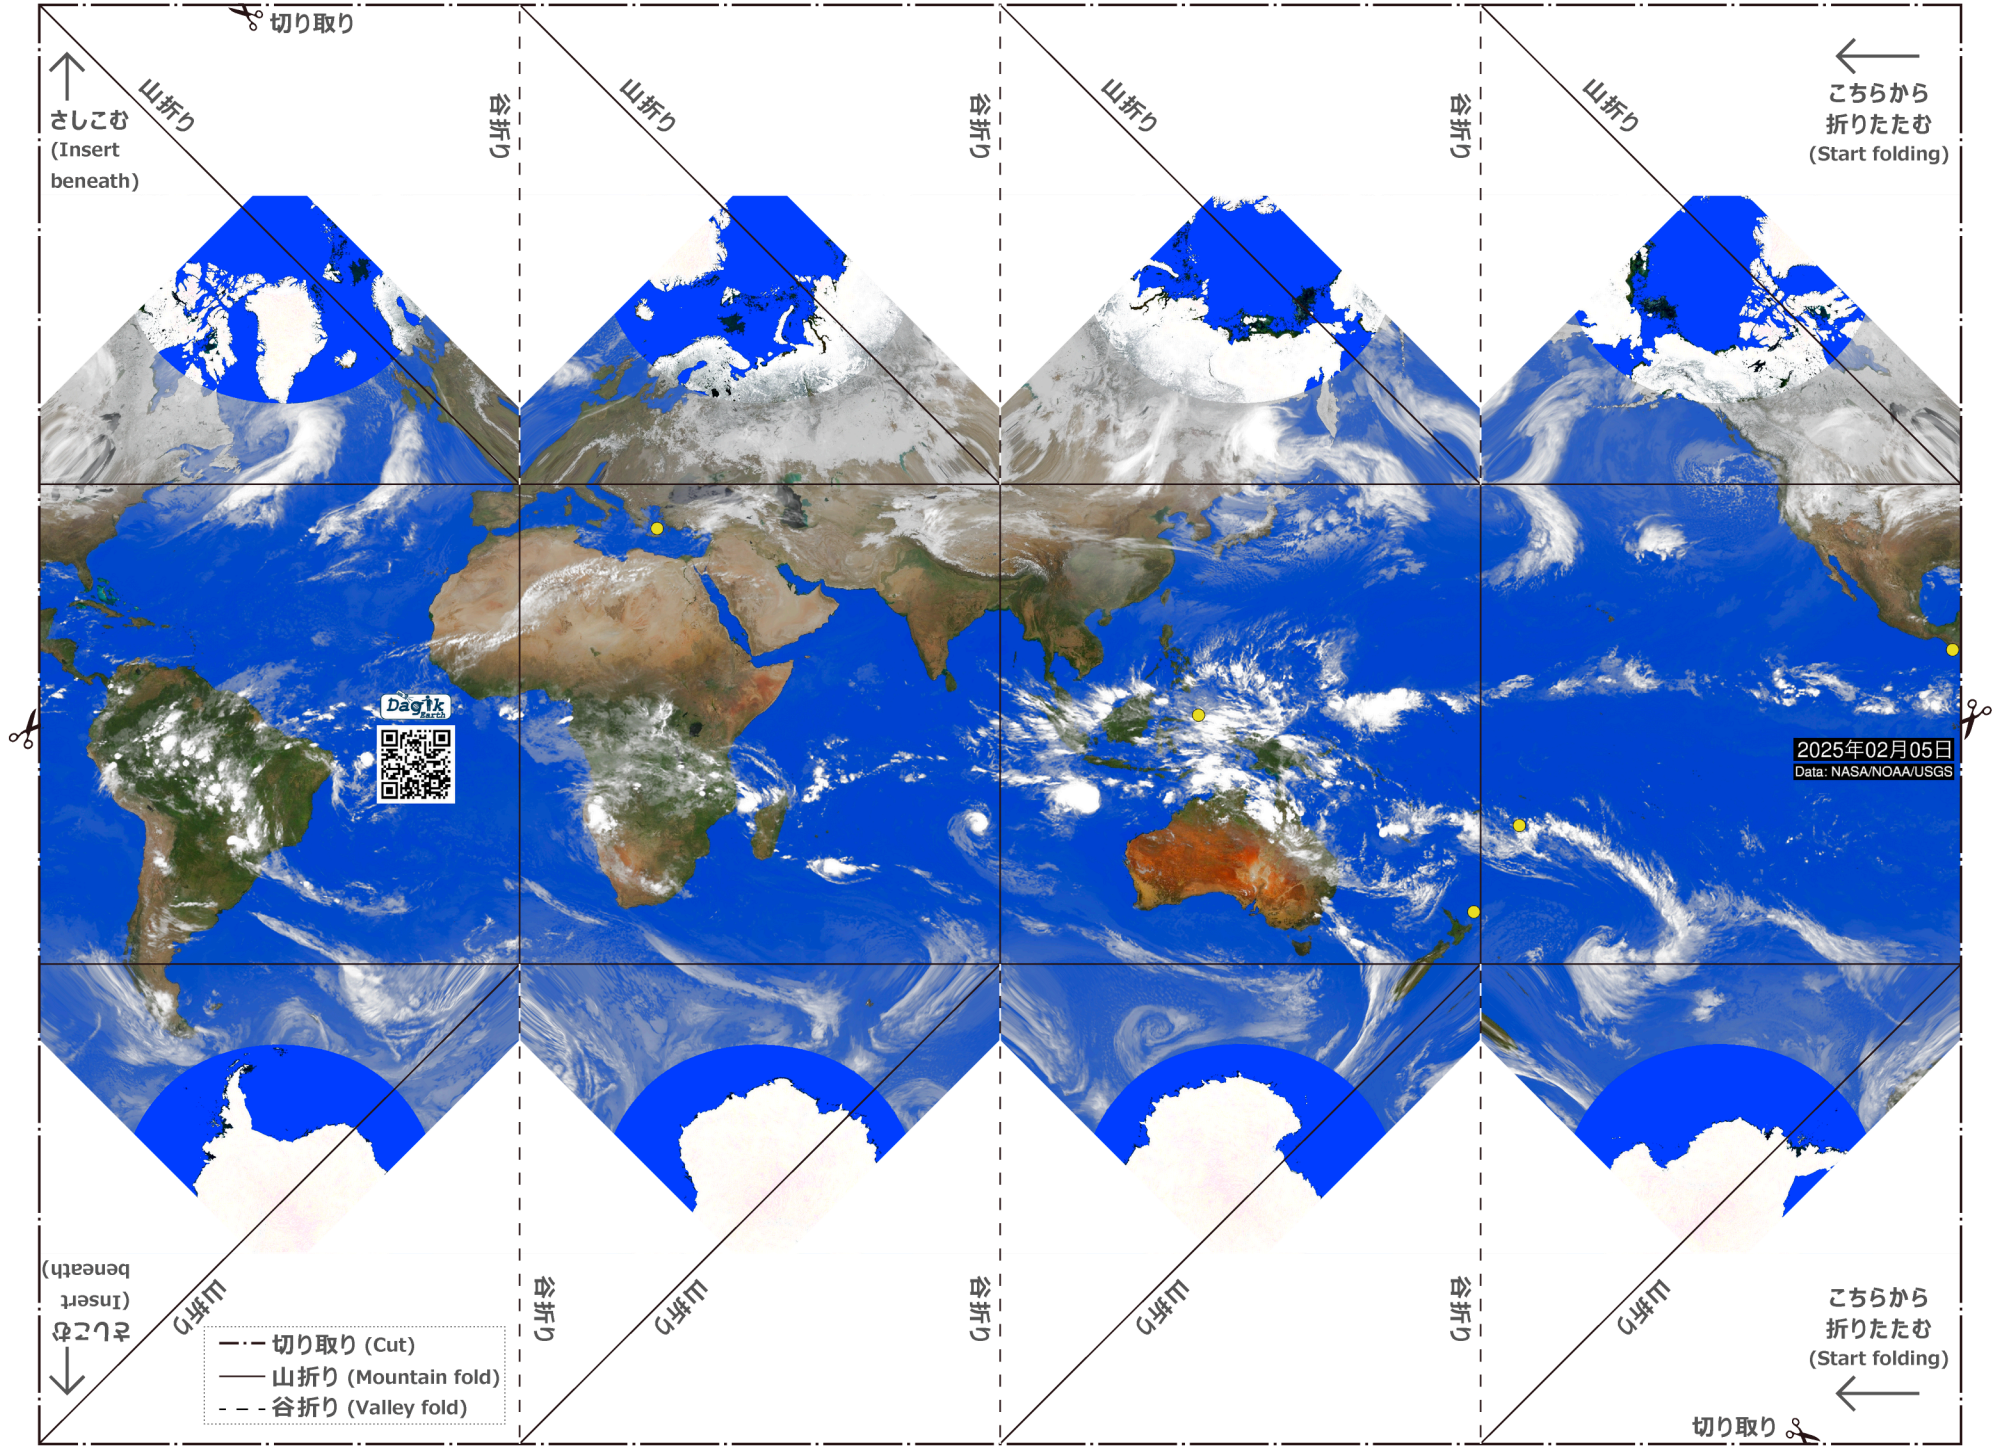 切り取り
山折り
山折り
山折り
山折り
谷折り
谷折り
谷折り
さしこむ
(Insert
beneath)
こちらから
折りたたむ
(Start folding)
Dagik
Earth
2025年02月05日
Data: NASA/NOAA/USGS
さしこむ
(Insert
beneath)
山折り
山折り
山折り
山折り
谷折り
谷折り
谷折り
切り取り (Cut)
山折り (Mountain fold)
谷折り (Valley fold)
こちらから
折りたたむ
(Start folding)
切り取り